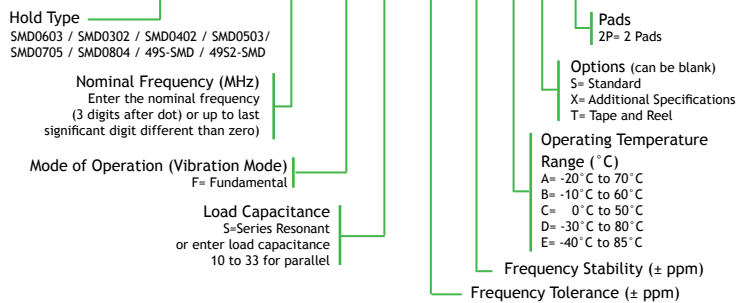 Hold Type
SMD0603 / SMD0302 / SMD0402 / SMD0503/
SMD0705 / SMD0804 / 49S-SMD / 49S2-SMD
Nominal Frequency (MHz)
Enter the nominal frequency
(3 digits after dot) or up to last
significant digit different than zero)
Mode of Operation (Vibration Mode)
F= Fundamental
Load Capacitance
S=Series Resonant
or enter load capacitance
10 to 33 for parallel
Pads
2P= 2 Pads
Options (can be blank)
S= Standard
X= Additional Specifications
T= Tape and Reel
Operating Temperature
Range (˚C)
A= -20˚C to 70˚C
B= -10˚C to 60˚C
C= 0˚C to 50˚C
D= -30˚C to 80˚C
E= -40˚C to 85˚C
Frequency Stability (± ppm)
Frequency Tolerance (± ppm)